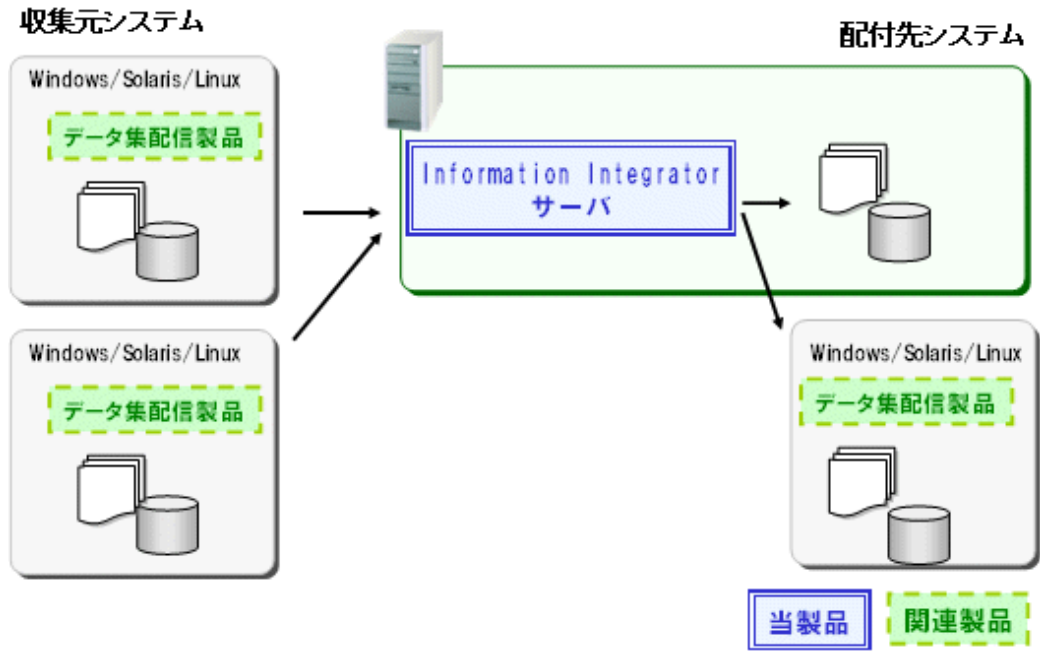 収集元システム
配付先システム
Windows/Solaris/Linux
データ集配信製品
Information Integrator
サーバ
Windows/Solaris/Linux
データ集配信製品
Windows/Solaris/Linux
データ集配信製品
当製品
関連製品